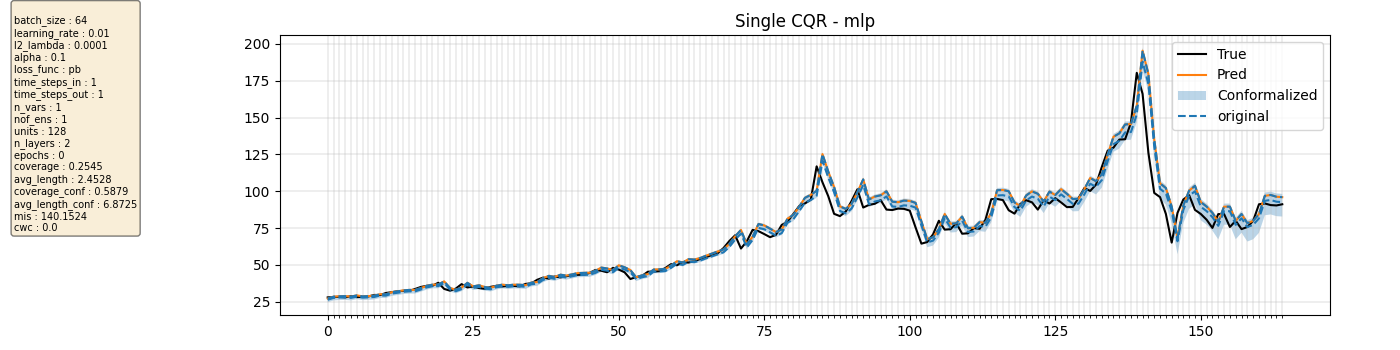 batch_size : 64
learning_rate : 0.01
l2_lambda : 0.0001
alpha : 0.1
loss_func : pb
time_steps_in : 1
time_steps_out : 1
n_vars : 1
nof_ens : 1
units : 128
n_layers : 2
epochs : 0
coverage : 0.2545
avg_length : 2.4528
coverage_conf : 0.5879
avg_length_conf : 6.8725
mis : 140.1524
cwc : 0.0
Single CQR - mlp
200
175
150
125
100
75
50
25
0
25
50
75
100
125
150
True
Pred
Conformalized
original